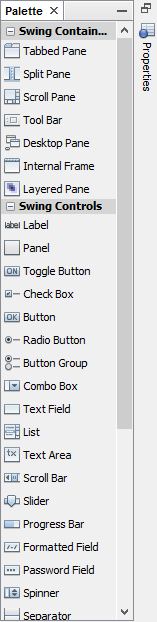 Palette ×
Swing Contain...
Tabbed Pane
Split Pane
Scroll Pane
Tool Bar
Desktop Pane
Internal Frame
Layered Pane
Swing Controls
label Label
Panel
ON Toggle Button
Check Box
OK Button
Radio Button
Button Group
Combo Box
Text Field
List
tx Text Area
Scroll Bar
Slider
Progress Bar
Formatted Field
Password Field
Spinner
Separator
Properties